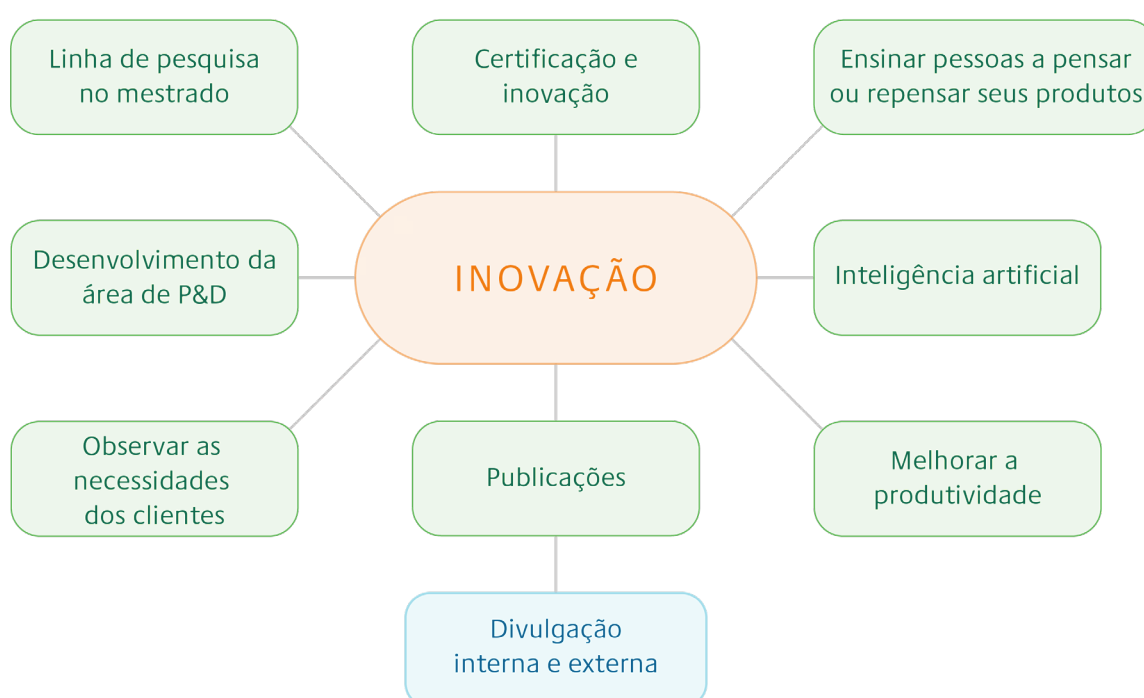 Linha de pesquisa
no mestrado
Certificação e
inovação
Ensinar pessoas a pensar
ou repensar seus produtos
Desenvolvimento da
área de P&D
INOVAÇÃO
Inteligência artificial
Observar as
necessidades
dos clientes
Publicações
Melhorar a
produtividade
Divulgação
interna e externa